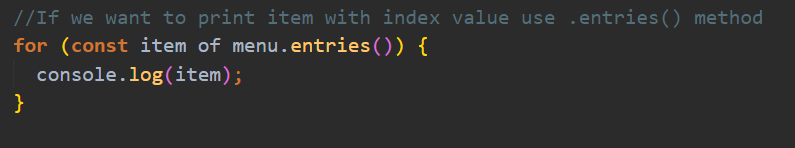 //If we want to print item with index value use .entries() method
for (const item of menu.entries()) {
  console.log(item);
}